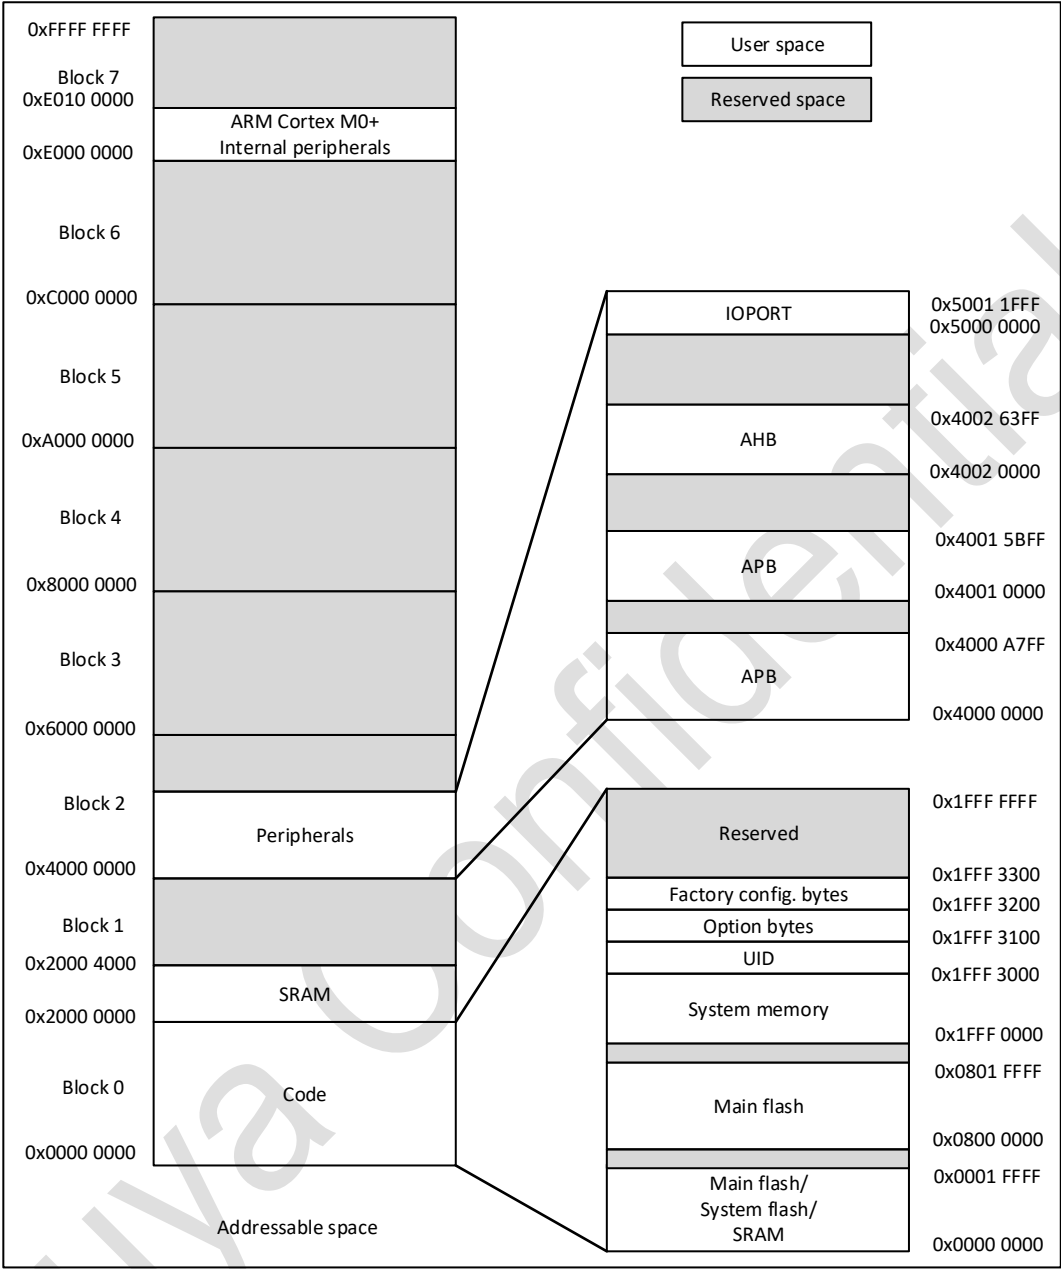 0xFFFF FFFF
Block 7
0xE010 0000
ARM Cortex M0+
Internal peripherals
0xE000 0000
Block 6
0xC000 0000
Block 5
0xA000 0000
Block 4
0x8000 0000
Block 3
0x6000 0000
Block 2
Peripherals
0x4000 0000
Block 1
0x2000 4000
SRAM
0x2000 0000
Block 0
Code
0x0000 0000
Addressable space
User space
Reserved space
IOPORT
0x5001 1FFF
0x5000 0000
AHB
0x4002 63FF
0x4002 0000
APB
0x4001 5BFF
0x4001 0000
APB
0x4000 A7FF
0x4000 0000
Reserved
0x1FFF FFFF
0x1FFF 3300
Factory config. bytes
0x1FFF 3200
Option bytes
0x1FFF 3100
UID
0x1FFF 3000
System memory
0x1FFF 0000
0x0801 FFFF
Main flash
0x0800 0000
0x0001 FFFF
Main flash/
System flash/
SRAM
0x0000 0000
uya Confidential